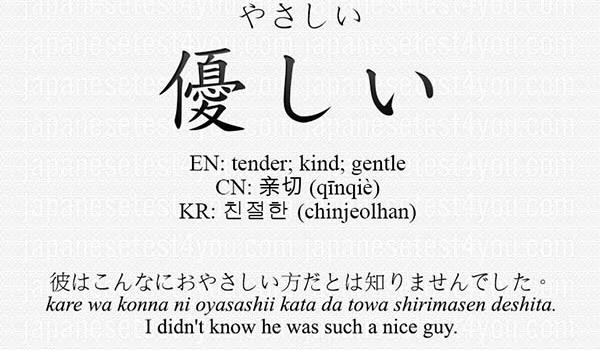 やさしい
優しい
EN: tender; kind; gentle
CN: 亲切 (qīnqiè)
KR: 친절한 (chinjeolhan)
彼はこんなにおやさしい方だとは知りませんでした。
kare wa konna ni oyasashii kata da towa shirimasen deshita.
I didn't know he was such a nice guy.